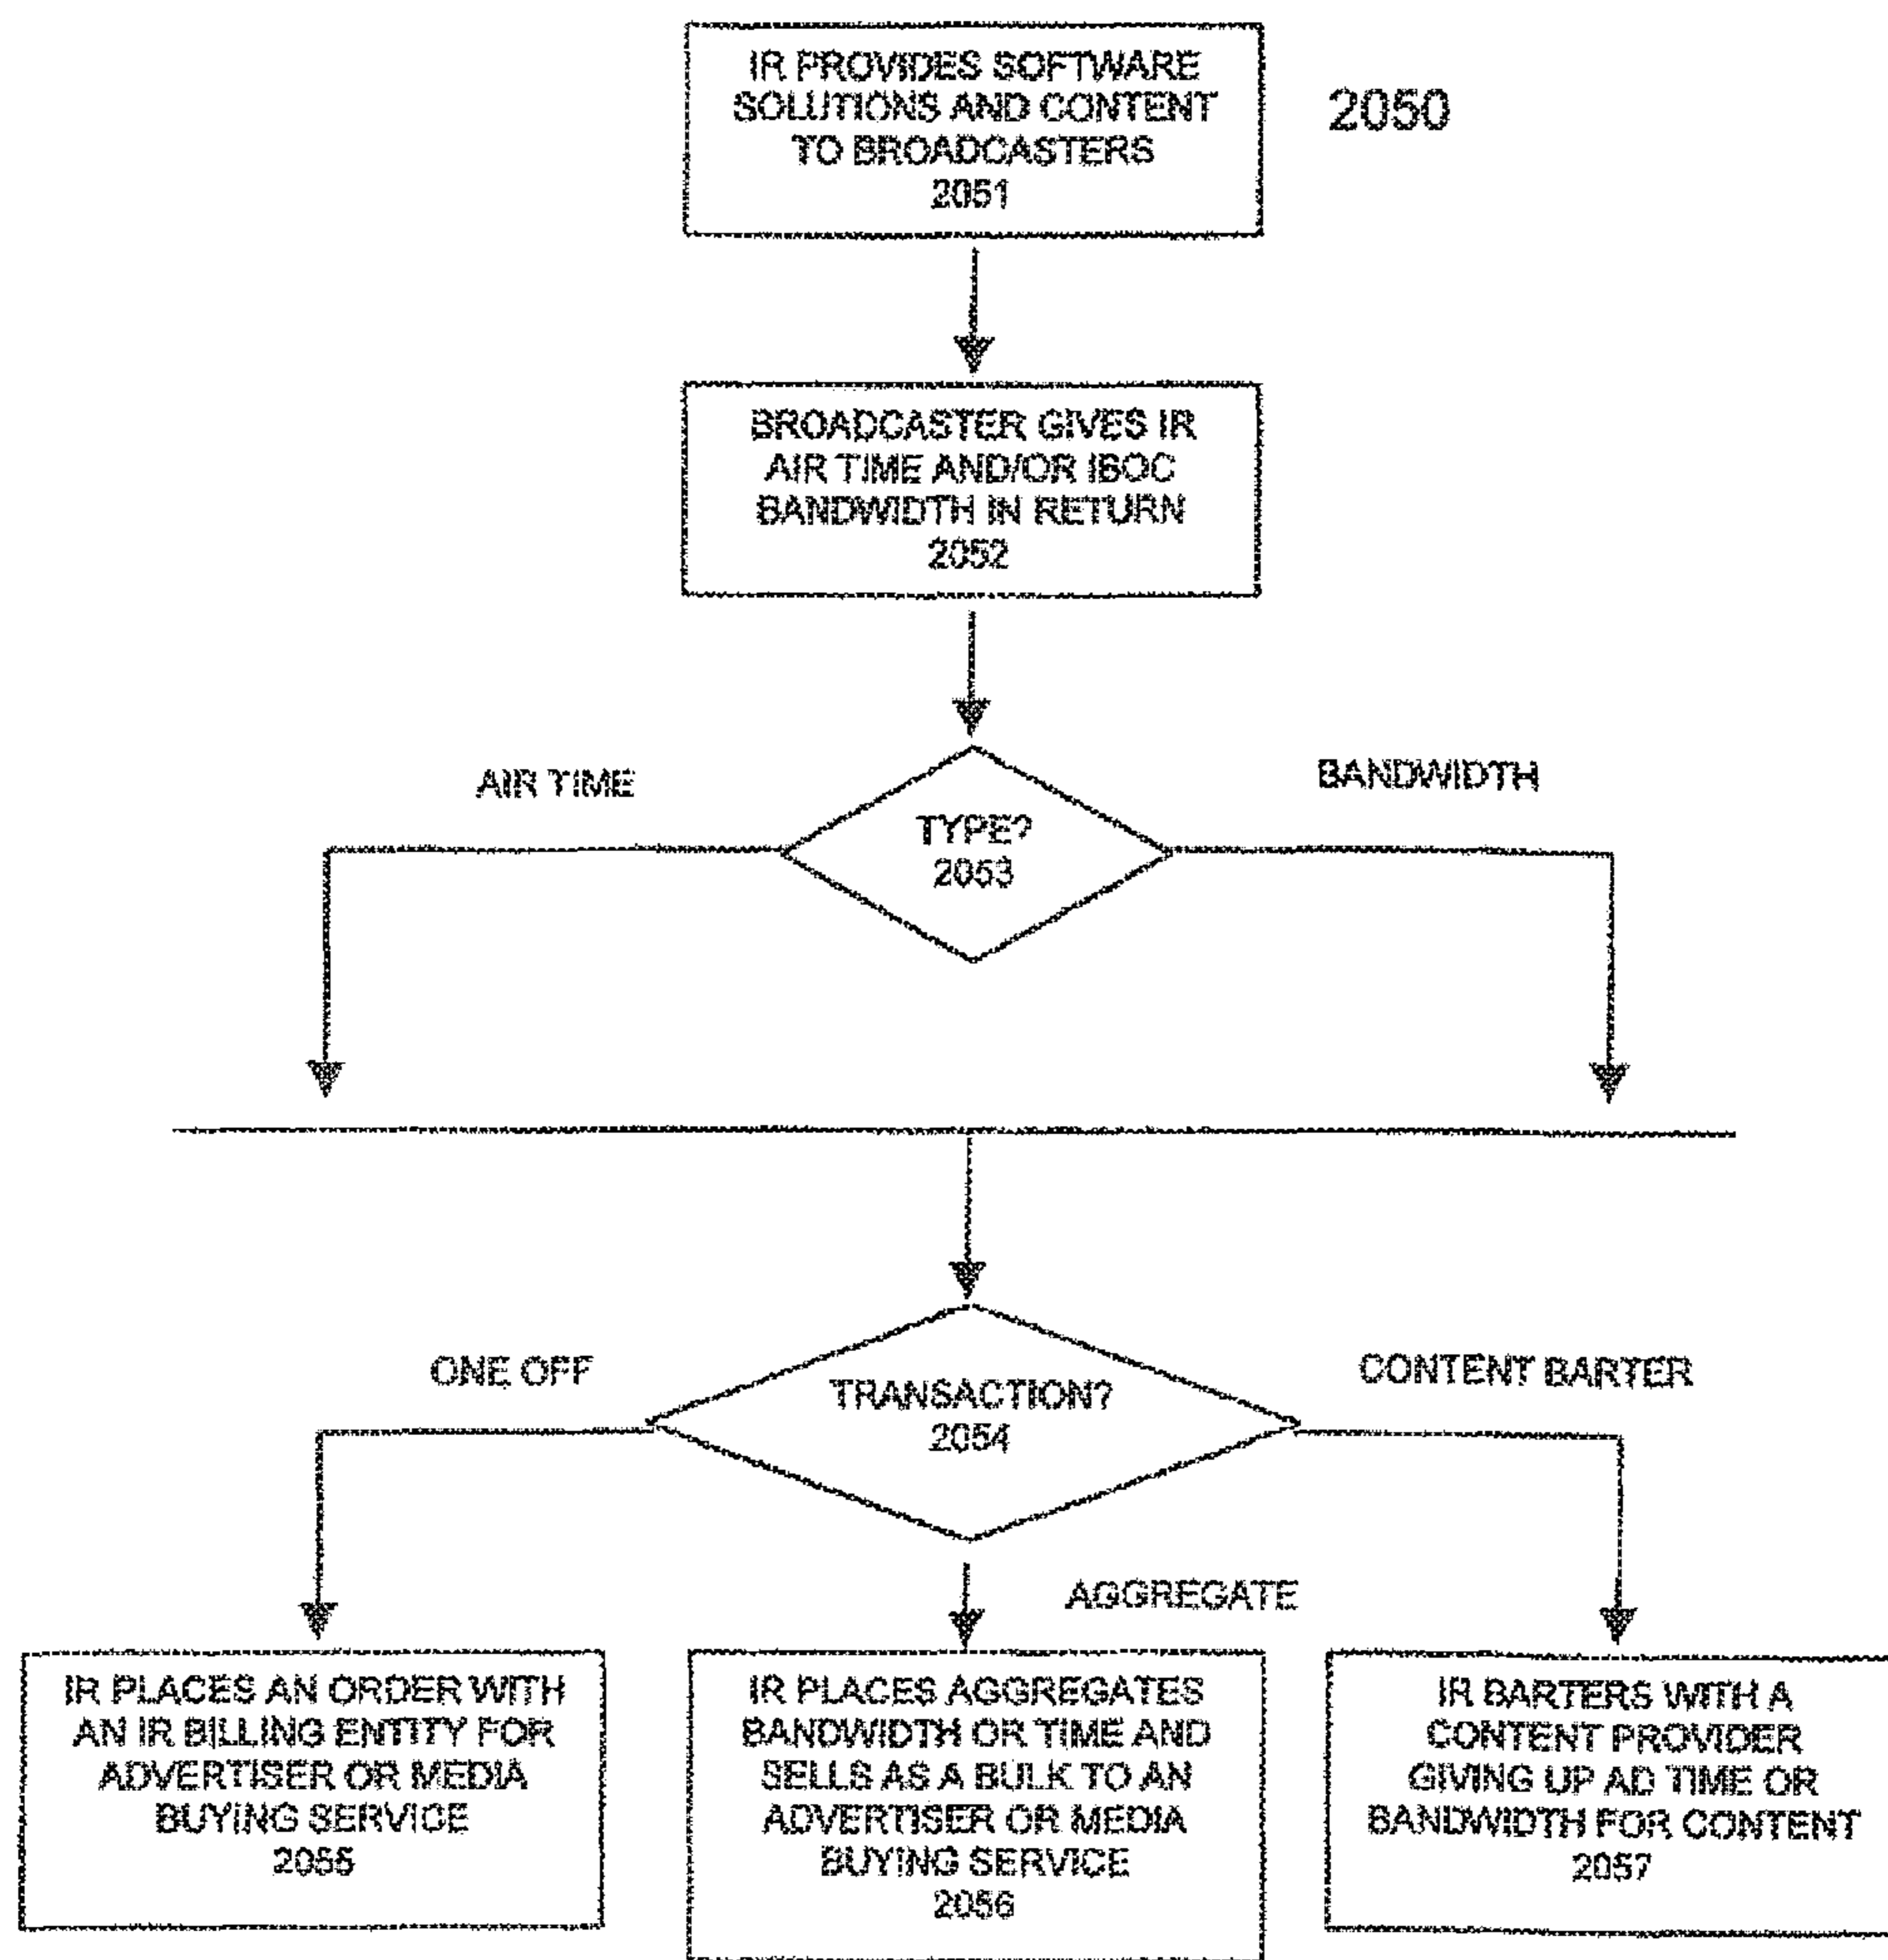 IR PROVIDES SOFTWARE
SOLUTIONS AND CONTENT
TO BROADCASTERS
2051
2050
BROADCASTER GIVES IR
AIR TIME AND/OR IBOC
BANDWIDTH IN RETURN
2052
AIR TIME
BANDWIDTH
TYPE?
2053
ONE OFF
CONTENT BARTER
TRANSACTION?
2054
AGGREGATE
IR PLACES AN ORDER WITH
AN IR BILLING ENTITY FOR
ADVERTISER OR MEDIA
BUYING SERVICE
2055
IR PLACES AGGREGATES
BANDWIDTH OR TIME AND
SELLS AS A BULK TO AN
ADVERTISER OR MEDIA
BUYING SERVICE
2056
IR BARTERS WITH A
CONTENT PROVIDER
GIVING UP AD TIME OR
BANDWIDTH FOR CONTENT
2057